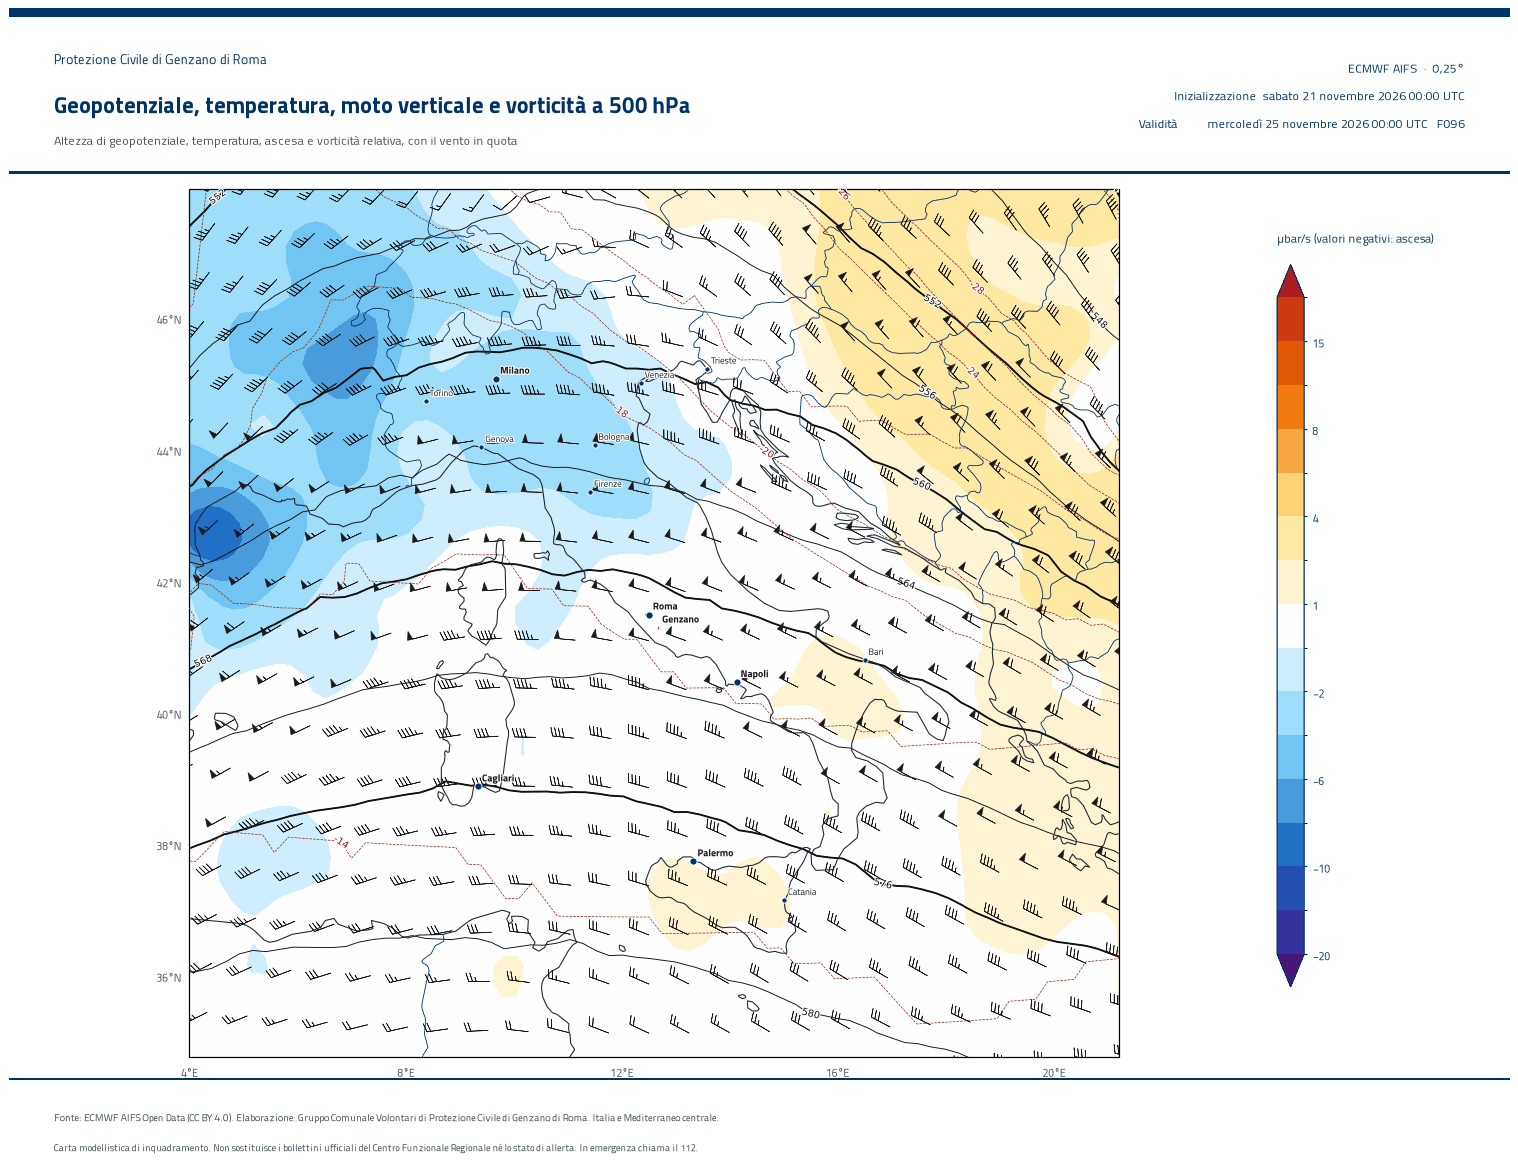 Protezione Civile di Genzano di Roma
Geopotenziale, temperatura, moto verticale e vorticità a 500 hPa
Altezza di geopotenziale, temperatura, ascesa e vorticità relativa, con il vento in quota
ECMWF AIFS · 0,25°
Inizializzazione sabato 21 novembre 2026 00:00 UTC
Validità mercoledì 25 novembre 2026 00:00 UTC F096
µbar/s (valori negativi: ascesa)
15
8
4
1
−2
−6
−10
−20
46°N
44°N
42°N
40°N
38°N
36°N
4°E
8°E
12°E
16°E
20°E
552
26
28
552
548
24
556
-18
20
560
564
568
-14
576
580
Milano
Torino
Venezia
Trieste
Genova
Bologna
Firenze
Roma
Genzano
Napoli
Bari
Cagliari
Palermo
Catania
Fonte: ECMWF AIFS Open Data (CC BY 4.0). Elaborazione: Gruppo Comunale Volontari di Protezione Civile di Genzano di Roma. Italia e Mediterraneo centrale.
Carta modellistica di inquadramento. Non sostituisce i bollettini ufficiali del Centro Funzionale Regionale né lo stato di allerta. In emergenza chiama il 112.